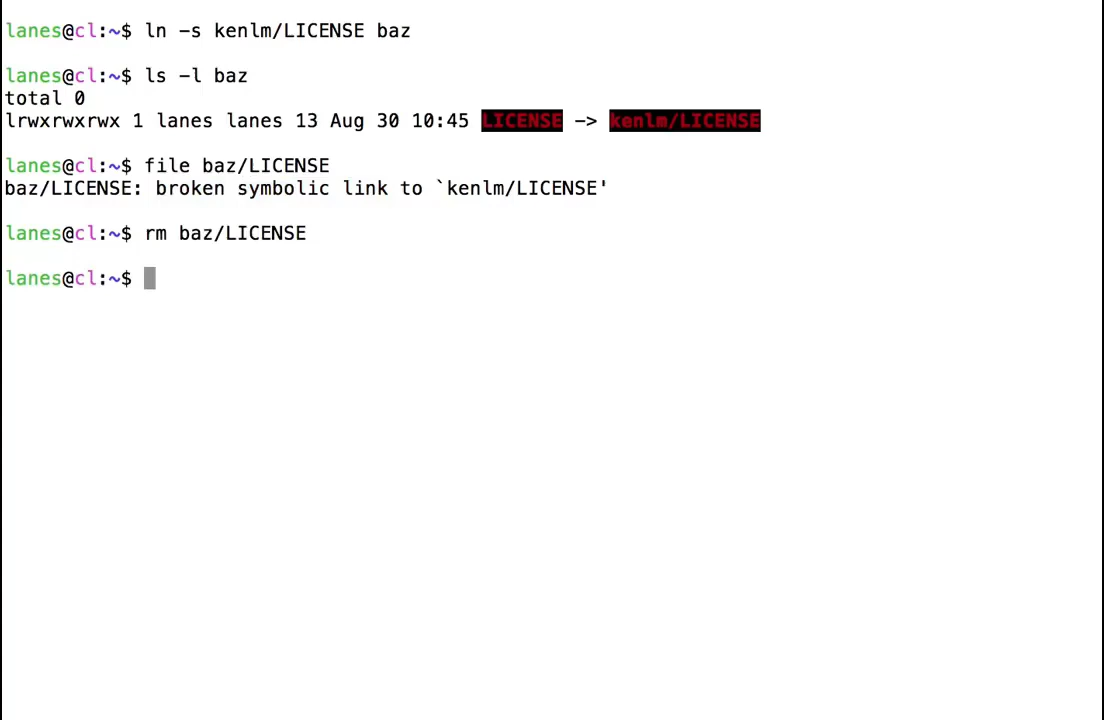 lanes@cl:~$ ln -s kenlm/LICENSE baz
lanes@cl:~$ ls -l baz
total 0
lrwxrwxrwx 1 lanes lanes 13 Aug 30 10:45 LICENSE -> kenlm/LICENSE
lanes@cl:~$ file baz/LICENSE
baz/LICENSE: broken symbolic link to `kenlm/LICENSE'
lanes@cl:~$ rm baz/LICENSE
lanes@cl:~$